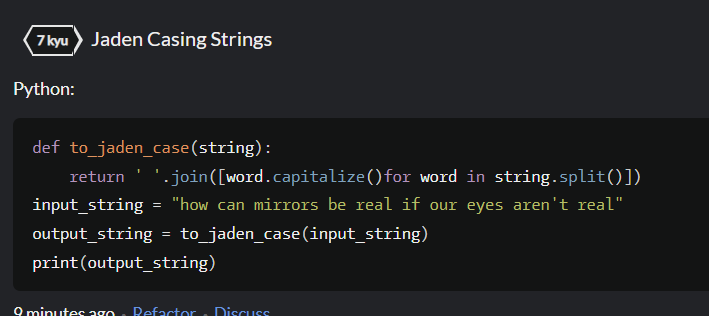 7 kyu Jaden Casing Strings
Python:
def to_jaden_case(string):
    return ' '.join([word.capitalize()for word in string.split()])
input_string = "how can mirrors be real if our eyes aren't real"
output_string = to_jaden_case(input_string)
print(output_string)
9 minutes ago · Refactor · Discuss